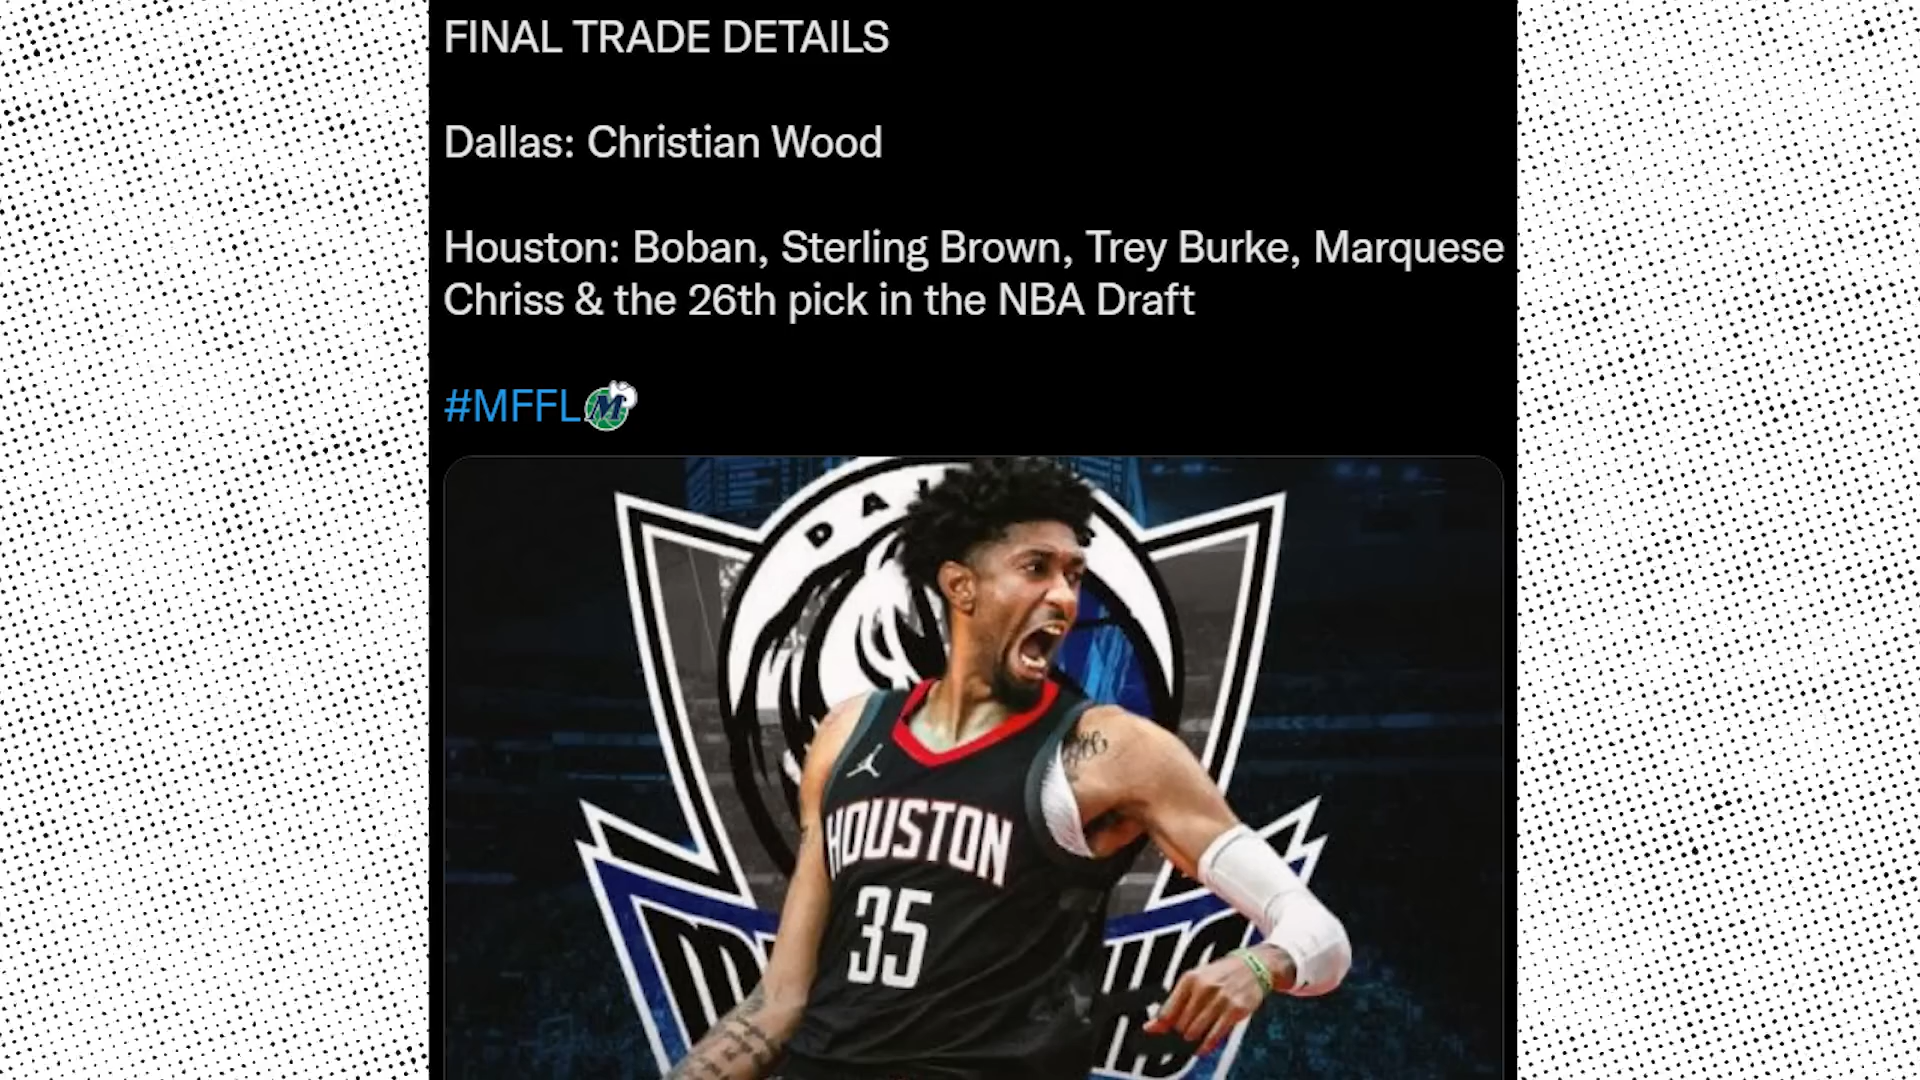 FINAL TRADE DETAILS
Dallas: Christian Wood
Houston: Boban, Sterling Brown, Trey Burke, Marquese
Chriss & the 26th pick in the NBA Draft
#MFFL
DAL
HOUSTON
35